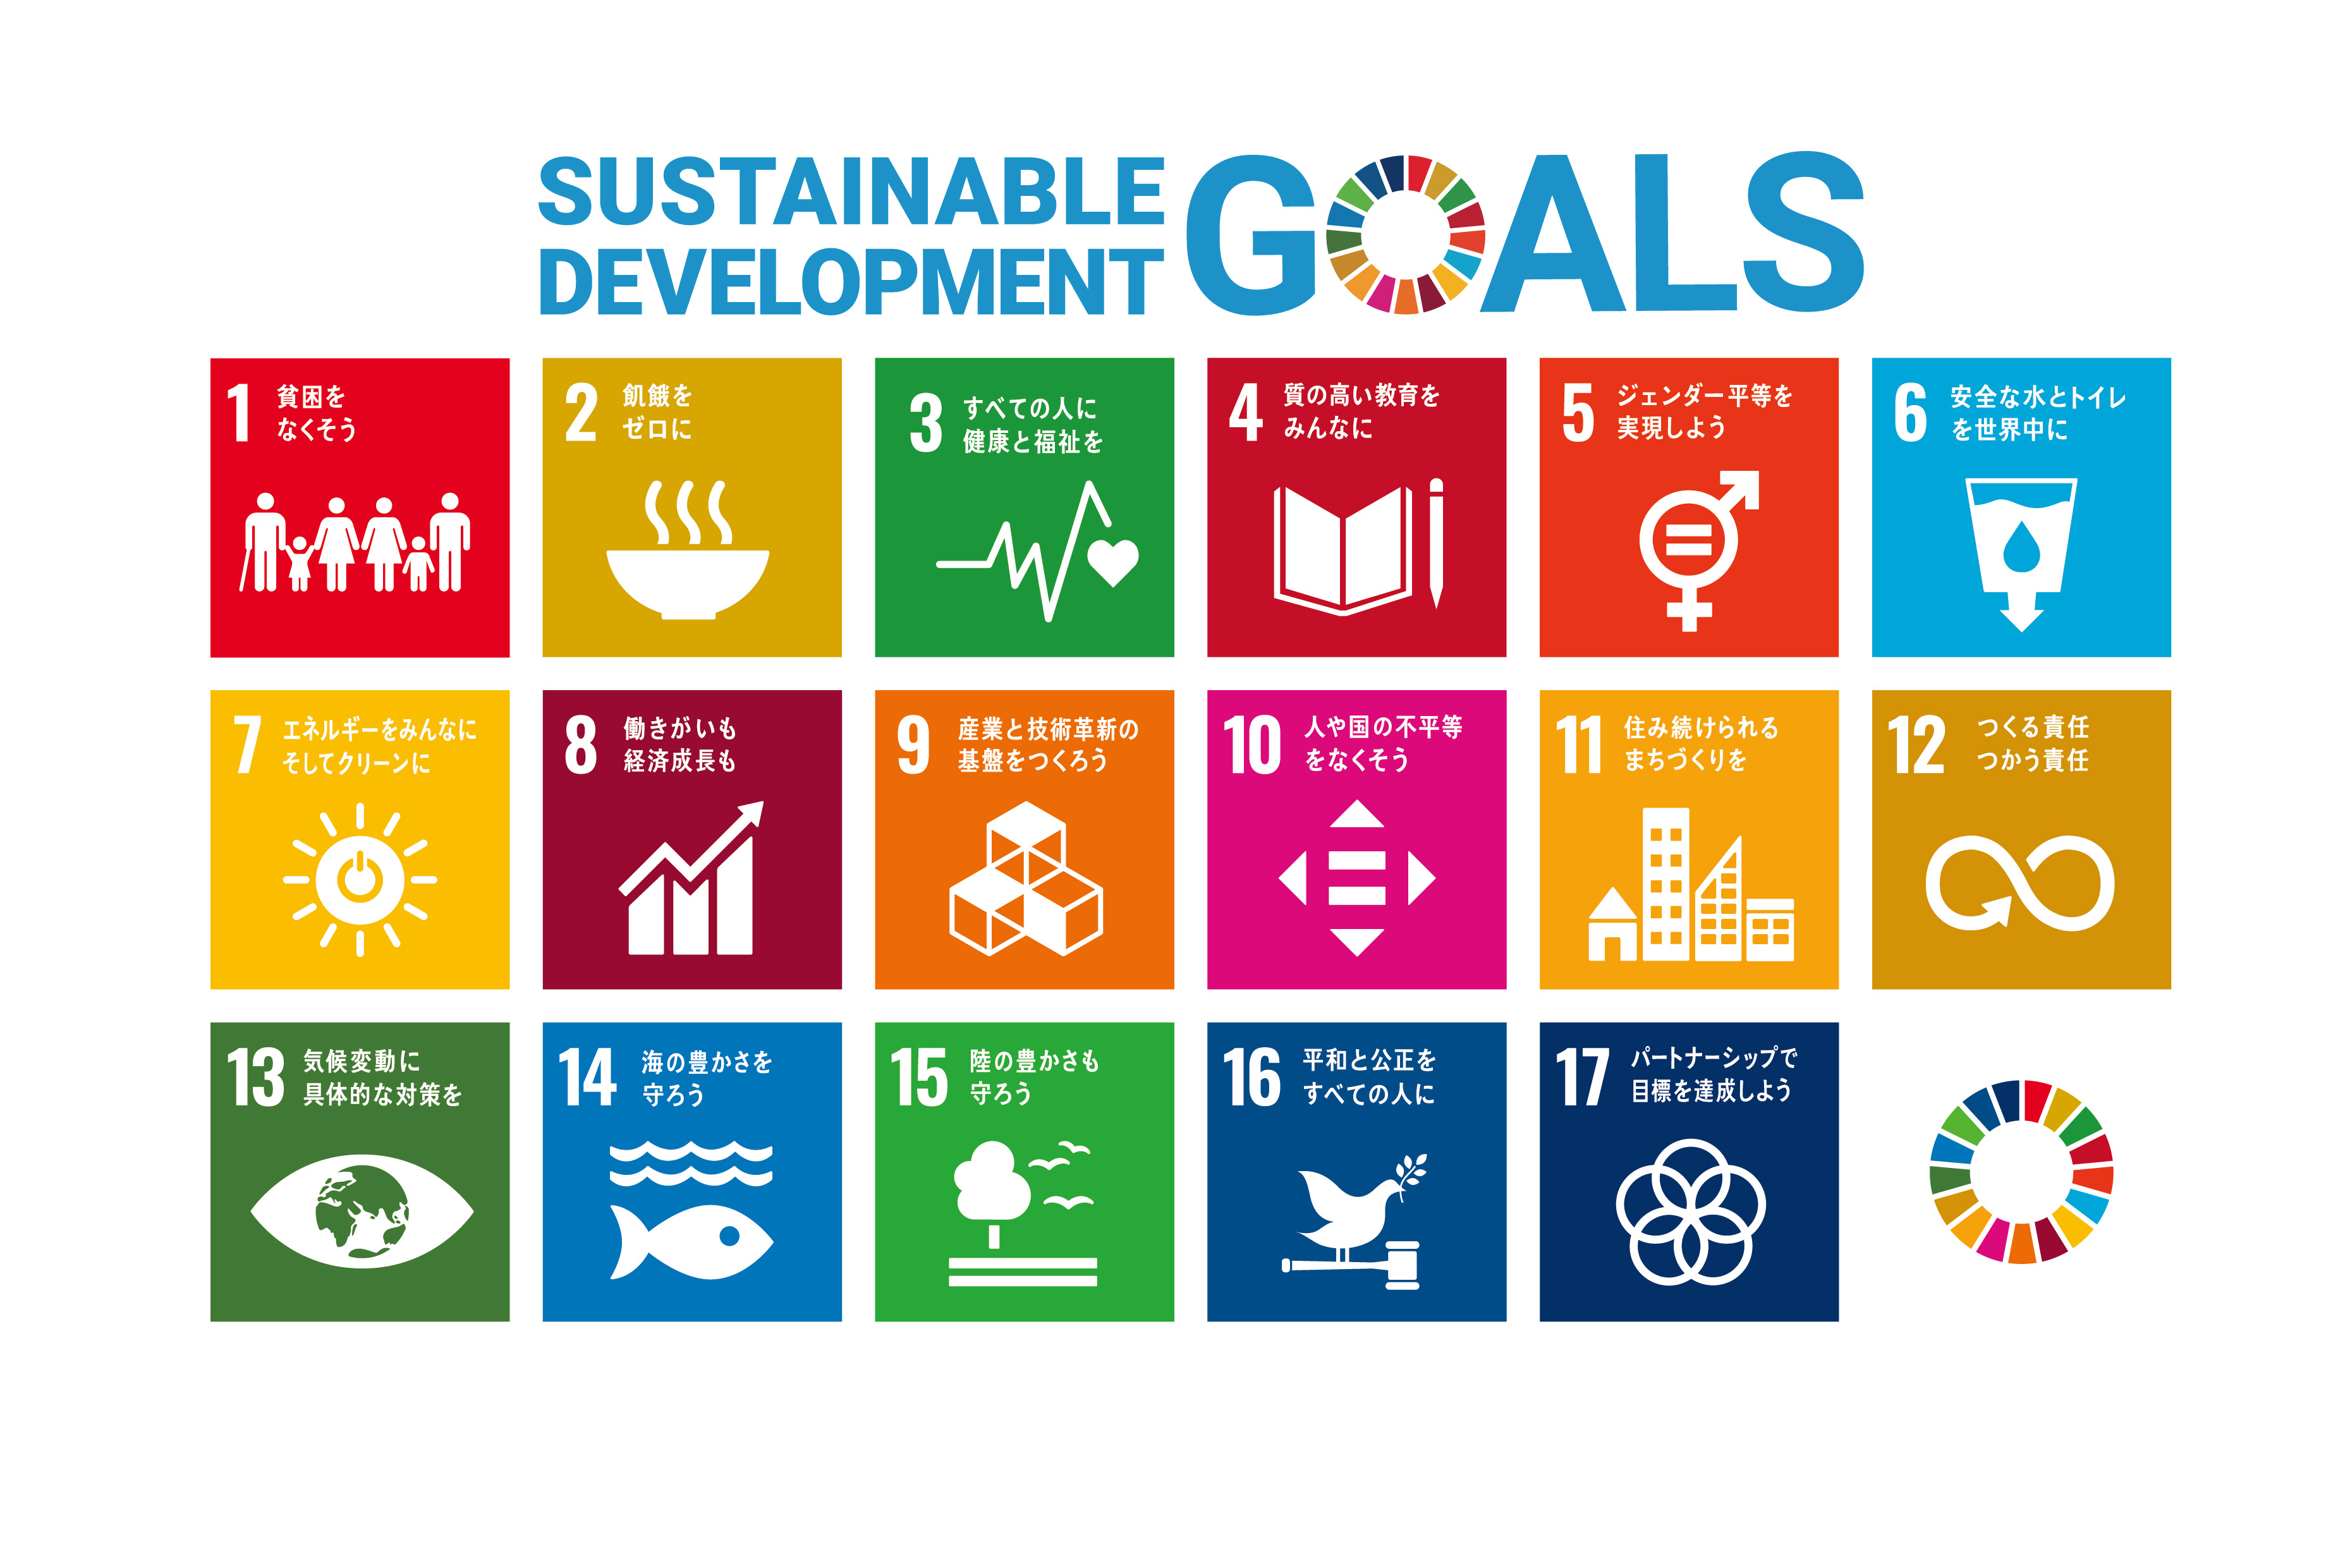 SUSTAINABLE
DEVELOPMENT
GOALS
1
貧困を
なくそう
2
飢餓を
ゼロに
3
すべての人に
健康と福祉を
4
質の高い教育を
みんなに
5
ジェンダー平等を
実現しよう
6
安全な水とトイレ
を世界中に
7
エネルギーをみんなに
そしてクリーンに
8
働きがいも
経済成長も
9
産業と技術革新の
基盤をつくろう
10
人や国の不平等
をなくそう
11
住み続けられる
まちづくりを
12
つくる責任
つかう責任
13
気候変動に
具体的な対策を
14
海の豊かさを
守ろう
15
陸の豊かさも
守ろう
16
平和と公正を
すべての人に
17
パートナーシップで
目標を達成しよう